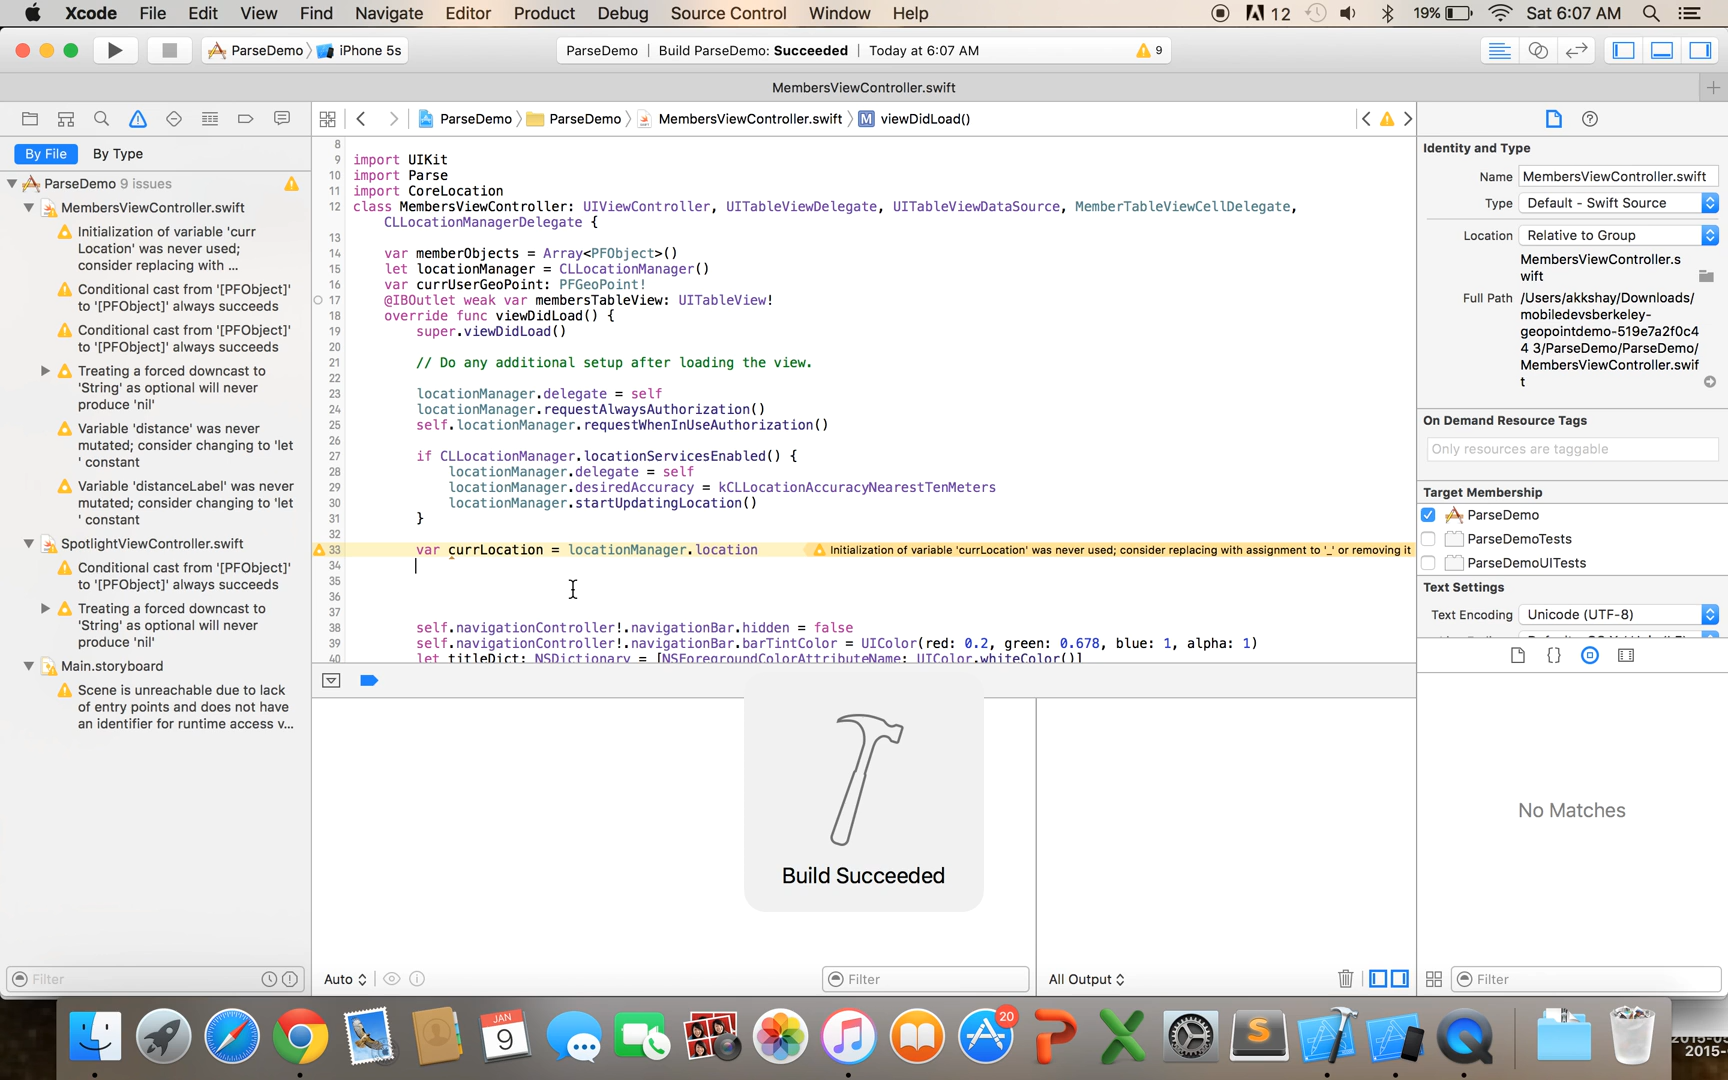 Xcode File Edit View Find Navigate Editor Product Debug Source Control Window Help 12 19% Sat 6:07 AM
ParseDemo iPhone 5s ParseDemo | Build ParseDemo: Succeeded | Today at 6:07 AM 9
MembersViewController.swift
ParseDemo ParseDemo MembersViewController.swift M viewDidLoad()
By File By Type
ParseDemo 9 issues
MembersViewController.swift
Initialization of variable 'curr
Location' was never used;
consider replacing with ...
Conditional cast from '[PFObject]'
to '[PFObject]' always succeeds
Conditional cast from '[PFObject]'
to '[PFObject]' always succeeds
Treating a forced downcast to
'String' as optional will never
produce 'nil'
Variable 'distance' was never
mutated; consider changing to 'let
' constant
Variable 'distanceLabel' was never
mutated; consider changing to 'let
' constant
SpotlightViewController.swift
Conditional cast from '[PFObject]'
to '[PFObject]' always succeeds
Treating a forced downcast to
'String' as optional will never
produce 'nil'
Main.storyboard
Scene is unreachable due to lack
of entry points and does not have
an identifier for runtime access v...
Filter
8
9 import UIKit
10 import Parse
11 import CoreLocation
12 class MembersViewController: UIViewController, UITableViewDelegate, UITableViewDataSource, MemberTableViewCellDelegate,
CLLocationManagerDelegate {
13
14 var memberObjects = Array<PFObject>()
15 let locationManager = CLLocationManager()
16 var currUserGeoPoint: PFGeoPoint!
17 @IBOutlet weak var membersTableView: UITableView!
18 override func viewDidLoad() {
19 super.viewDidLoad()
20
21 // Do any additional setup after loading the view.
22
23 locationManager.delegate = self
24 locationManager.requestAlwaysAuthorization()
25 self.locationManager.requestWhenInUseAuthorization()
26
27 if CLLocationManager.locationServicesEnabled() {
28 locationManager.delegate = self
29 locationManager.desiredAccuracy = kCLLocationAccuracyNearestTenMeters
30 locationManager.startUpdatingLocation()
31 }
32
33 var currLocation = locationManager.location Initialization of variable 'currLocation' was never used; consider replacing with assignment to '_' or removing it
34
35
36
37
38 self.navigationController!.navigationBar.hidden = false
39 self.navigationController!.navigationBar.barTintColor = UIColor(red: 0.2, green: 0.678, blue: 1, alpha: 1)
40 let titleDict: NSDictionary = [NSForegroundColorAttributeName: UIColor.whiteColor()]
Build Succeeded
Auto Filter All Output
Identity and Type
Name MembersViewController.swift
Type Default - Swift Source
Location Relative to Group
MembersViewController.s
wift
Full Path /Users/akkshay/Downloads/
mobiledevsberkeley-
geopointdemo-519e7a2f0c4
4 3/ParseDemo/ParseDemo/
MembersViewController.swif
t
On Demand Resource Tags
Only resources are taggable
Target Membership
ParseDemo
ParseDemoTests
ParseDemoUITests
Text Settings
Text Encoding Unicode (UTF-8)
No Matches
Filter
JAN
9
20
2015-